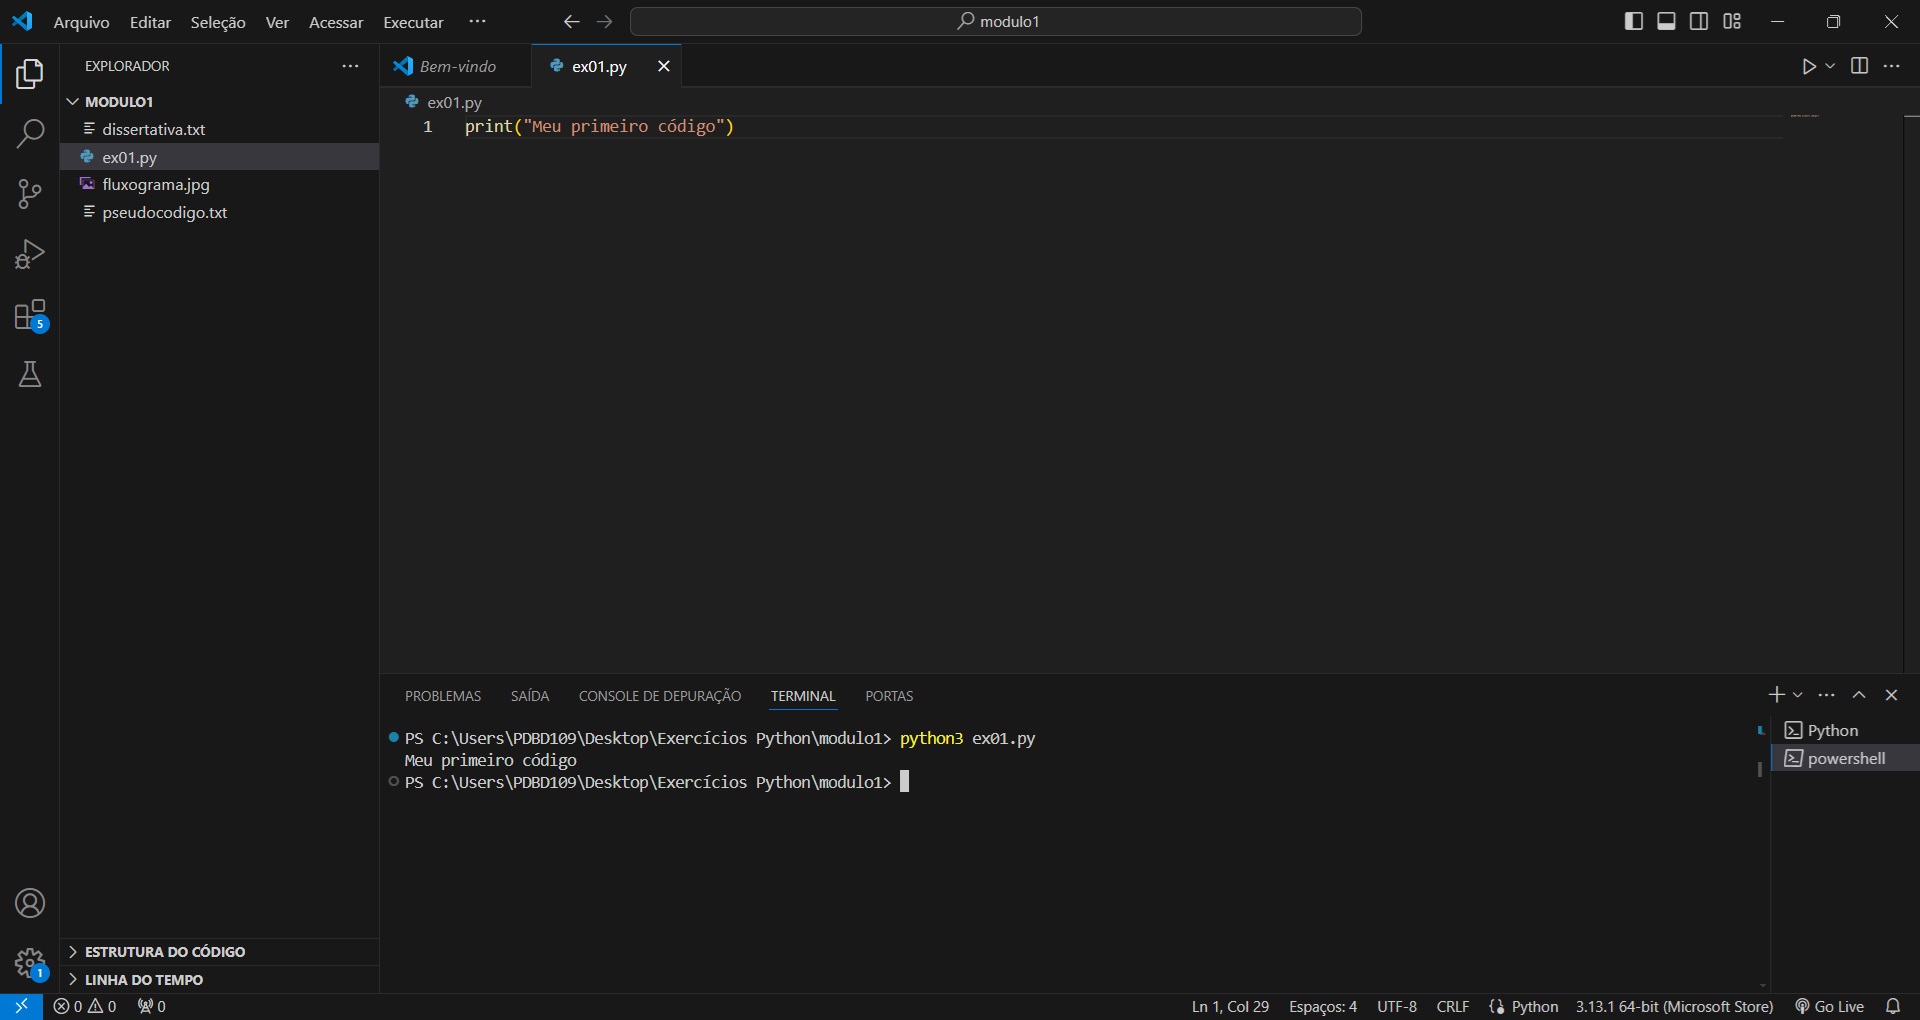 Arquivo Editar Seleção Ver Acessar Executar ···
modulo1
EXPLORADOR
MODULO1
dissertativa.txt
ex01.py
fluxograma.jpg
pseudocodigo.txt
5
ESTRUTURA DO CÓDIGO
LINHA DO TEMPO
1
Bem-vindo ex01.py
ex01.py
1 print("Meu primeiro código")
PROBLEMAS SAÍDA CONSOLE DE DEPURAÇÃO TERMINAL PORTAS
PS C:\Users\PDBD109\Desktop\Exercícios Python\modulo1> python3 ex01.py
Meu primeiro código
PS C:\Users\PDBD109\Desktop\Exercícios Python\modulo1>
Python
powershell
0 0 0 Ln 1, Col 29 Espaços: 4 UTF-8 CRLF {} Python 3.13.1 64-bit (Microsoft Store) Go Live